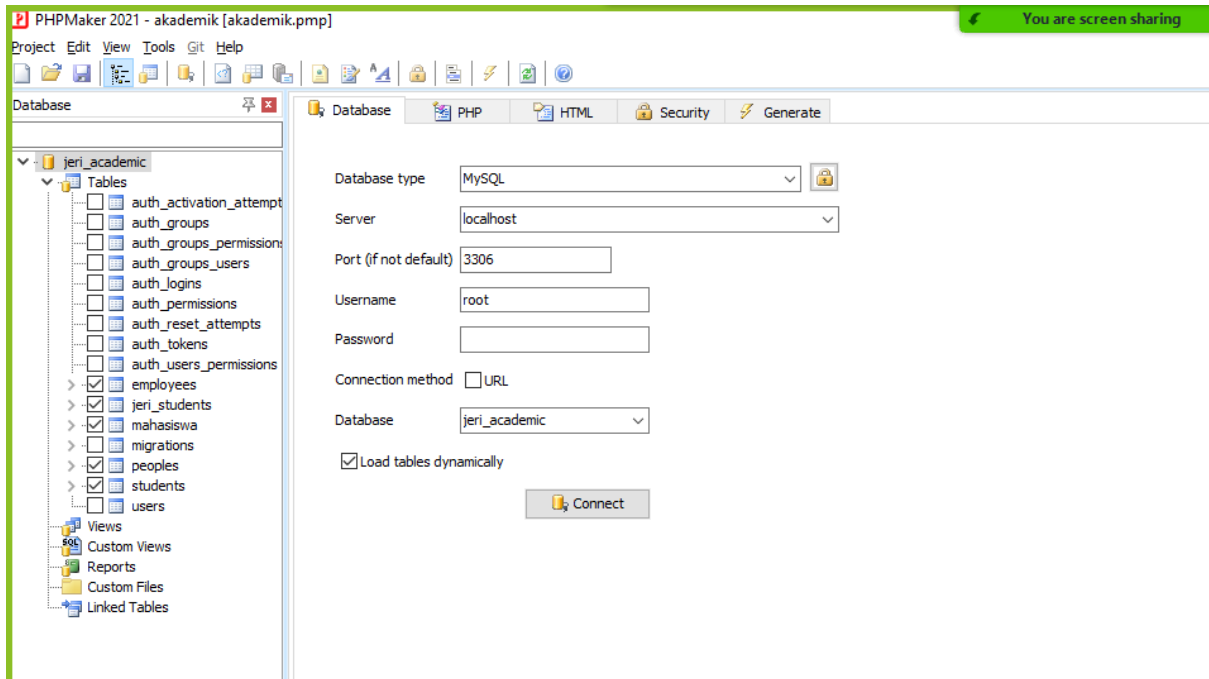 PHPMaker 2021 - akademik [akademik.pmp]
You are screen sharing
Project Edit View Tools Git Help
Database
Database PHP HTML Security Generate
jeri_academic
Tables
auth_activation_attempt
auth_groups
auth_groups_permission
auth_groups_users
auth_logins
auth_permissions
auth_reset_attempts
auth_tokens
auth_users_permissions
employees
jeri_students
mahasiswa
migrations
peoples
students
users
Views
Custom Views
Reports
Custom Files
Linked Tables
Database type MySQL
Server localhost
Port (if not default) 3306
Username root
Password
Connection method URL
Database jeri_academic
Load tables dynamically
Connect